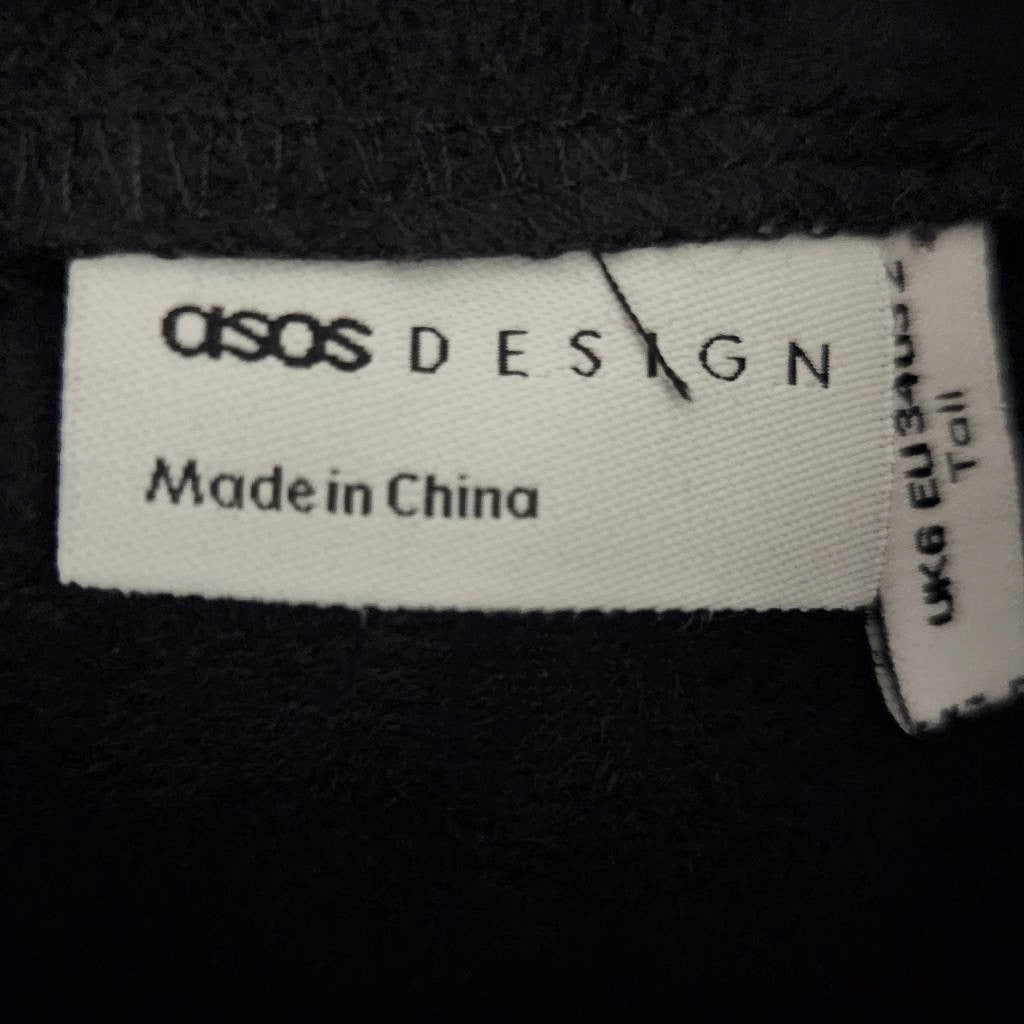 asos DESIGN
Made in China
UK6 EU34 US2
Tall